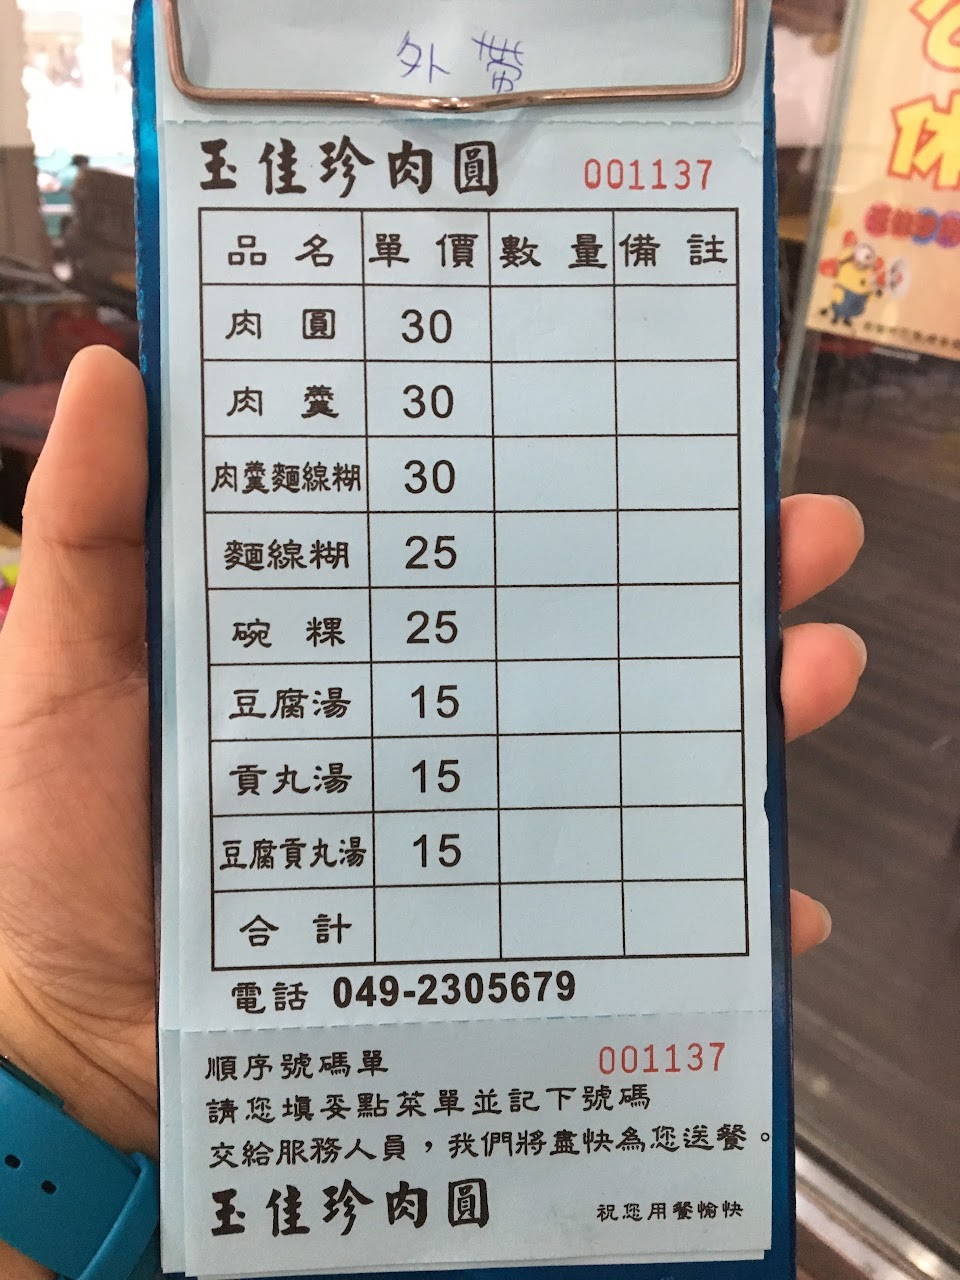 外帶
玉佳珍肉圓 001137
品名 單價 數量 備註
肉圓 30
肉羹 30
肉羹麵線糊 30
麵線糊 25
碗粿 25
豆腐湯 15
貢丸湯 15
豆腐貢丸湯 15
合計
電話 049-2305679
順序號碼單 001137
請您填妥點菜單並記下號碼
交給服務人員，我們將盡快為您送餐。
玉佳珍肉圓 祝您用餐愉快